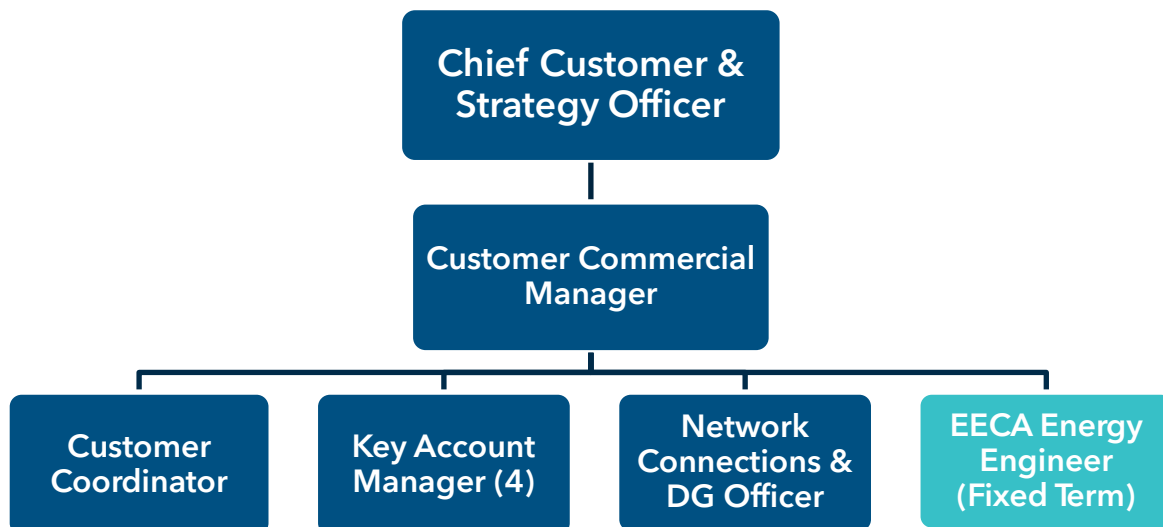 Chief Customer &
Strategy Officer
Customer Commercial
Manager
Customer
Coordinator
Key Account
Manager (4)
Network
Connections &
DG Officer
EECA Energy
Engineer
(Fixed Term)